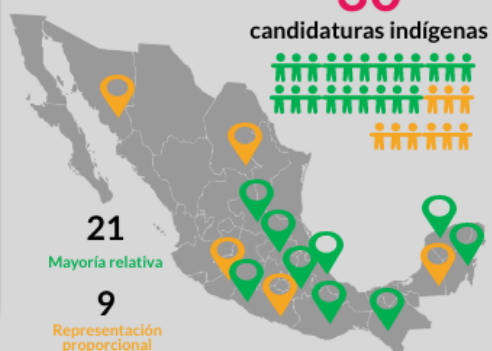 candidaturas indígenas
21
Mayoría relativa
9
Representación
proporcional